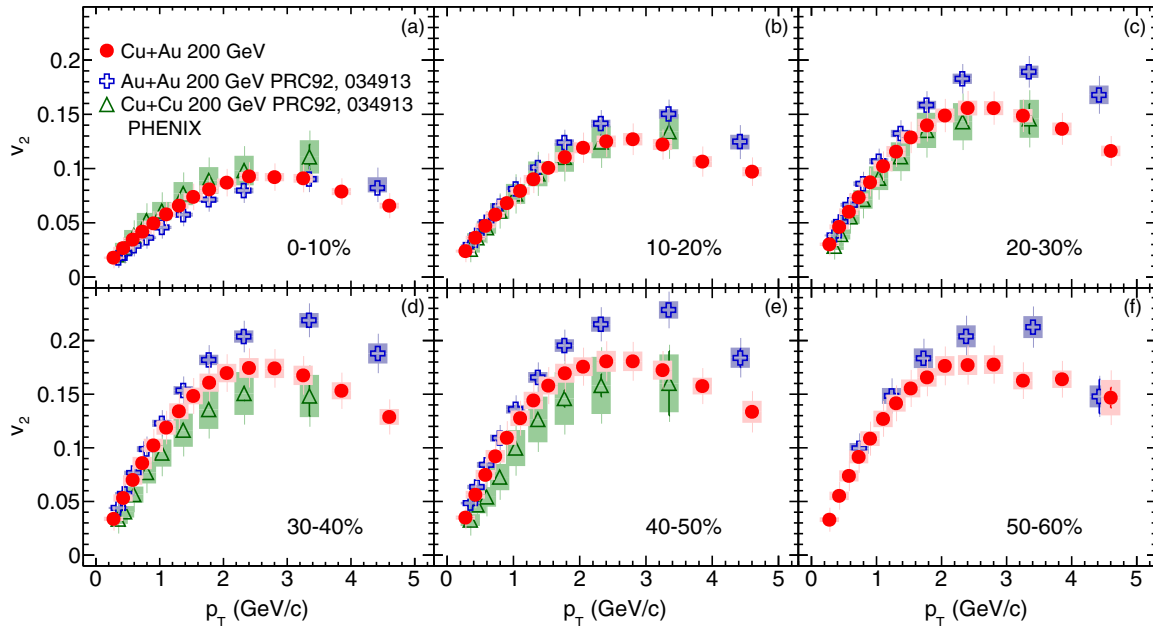 (a)
(b)
(c)
Cu+Au 200 GeV
Au+Au 200 GeV PRC92, 034913
Cu+Cu 200 GeV PRC92, 034913
PHENIX
0.2
0.15
0.1
0.05
0
v2
0-10%
10-20%
20-30%
(d)
(e)
(f)
0.2
0.15
0.1
0.05
0
v2
30-40%
40-50%
50-60%
0 1 2 3 4 5
0 1 2 3 4 5
0 1 2 3 4 5
pT (GeV/c)
pT (GeV/c)
pT (GeV/c)